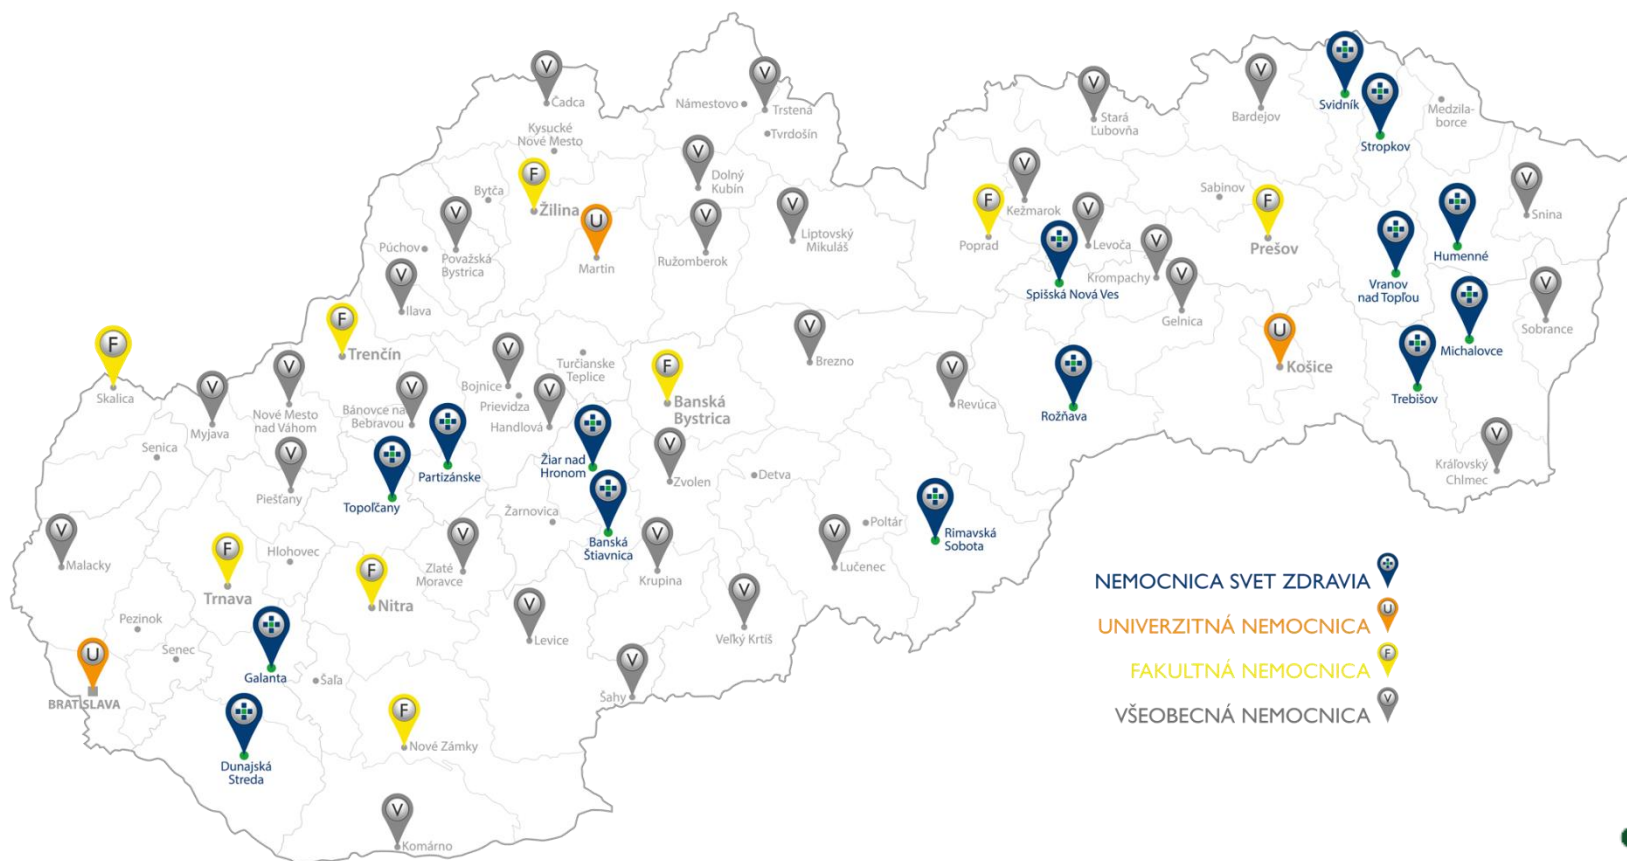 V
Čadca
V
Námestovo
Trstená
Tvrdošín
V
Stará
Ľubovňa
V
Bardejov
Svidník
Stropkov
Medzila-
borce
Kysucké
Nové Mesto
F
Žilina
Bytča
V
Dolný
Kubín
V
Považská
Bystrica
Púchov
U
Martin
V
Ružomberok
V
Liptovský
Mikuláš
F
Poprad
V
Kežmarok
V
Levoča
Spišská Nová Ves
V
Krompachy
V
Gelnica
Sabinov
F
Prešov
Vranov
nad Topľou
Humenné
V
Snina
Michalovce
V
Sobrance
V
Ilava
F
Trenčín
F
Skalica
V
Myjava
V
Nové Mesto
nad Váhom
V
Bánovce nad
Bebravou
V
Bojnice
Prievidza
V
Handlová
Turčianske
Teplice
F
Banská
Bystrica
V
Brezno
V
Revúca
Rožňava
U
Košice
Trebišov
V
Kráľovský
Chlmec
Senica
V
Piešťany
Topoľčany
Partizánske
Žiar nad
Hronom
V
Zvolen
Detva
Žarnovica
Banská
Štiavnica
V
Krupina
V
Lučenec
Poltár
Rimavská
Sobota
V
Malacky
F
Trnava
Hlohovec
F
Nitra
V
Zlaté
Moravce
V
Levice
V
Veľký Krtíš
Pezinok
Senec
U
BRATISLAVA
Galanta
Šaľa
V
Šahy
Dunajská
Streda
F
Nové Zámky
V
Komárno
NEMOCNICA SVET ZDRAVIA
UNIVERZITNÁ NEMOCNICA U
FAKULTNÁ NEMOCNICA F
VŠEOBECNÁ NEMOCNICA V